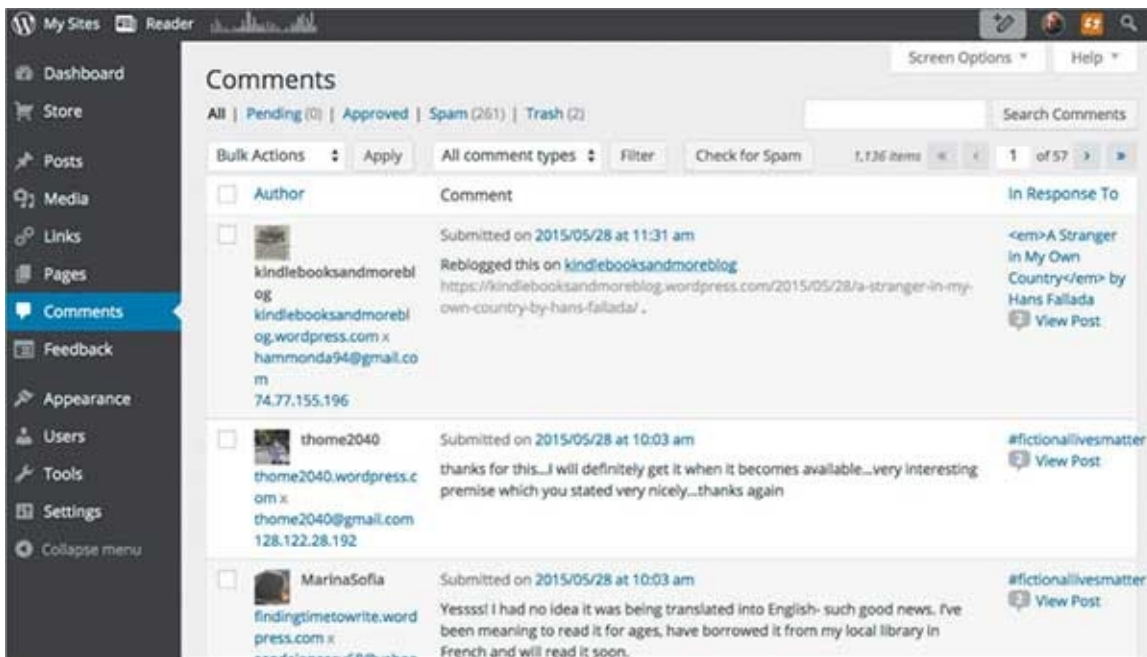 My Sites Reader
Screen Options Help
Dashboard
Store
Posts
Media
Links
Pages
Comments
Feedback
Appearance
Users
Tools
Settings
Collapse menu
Comments
All | Pending (0) | Approved | Spam (261) | Trash (2)
Search Comments
Bulk Actions Apply All comment types Filter Check for Spam 1,136 items « ‹ 1 of 57 › »
Author Comment In Response To
kindlebooksandmorebl
og
kindlebooksandmorebl
og.wordpress.com x
hammonda94@gmail.co
m
74.77.155.196
Submitted on 2015/05/28 at 11:31 am
Reblogged this on kindlebooksandmoreblog
https://kindlebooksandmoreblog.wordpress.com/2015/05/28/a-stranger-in-my-
own-country-by-hans-fallada/ .
<em>A Stranger
in My Own
Country</em> by
Hans Fallada
2 View Post
thome2040
thome2040.wordpress.c
om x
thome2040@gmail.com
128.122.28.192
Submitted on 2015/05/28 at 10:03 am
thanks for this...I will definitely get it when it becomes available...very interesting
premise which you stated very nicely...thanks again
#fictionallivesmatter
2 View Post
MarinaSofia
findingtimetowrite.word
press.com x
Submitted on 2015/05/28 at 10:03 am
Yessss! I had no idea it was being translated into English- such good news. I've
been meaning to read it for ages, have borrowed it from my local library in
French and will read it soon.
#fictionallivesmatter
2 View Post